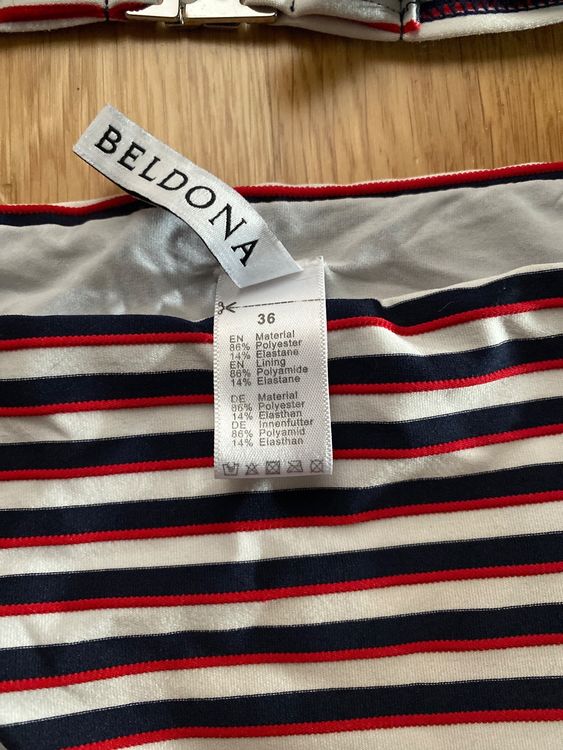 BELDONA
36
EN Material
86% Polyester
14% Elastane
EN Lining
86% Polyamide
14% Elastane
DE Material
86% Polyester
14% Elasthan
DE Innenfutter
86% Polyamid
14% Elasthan